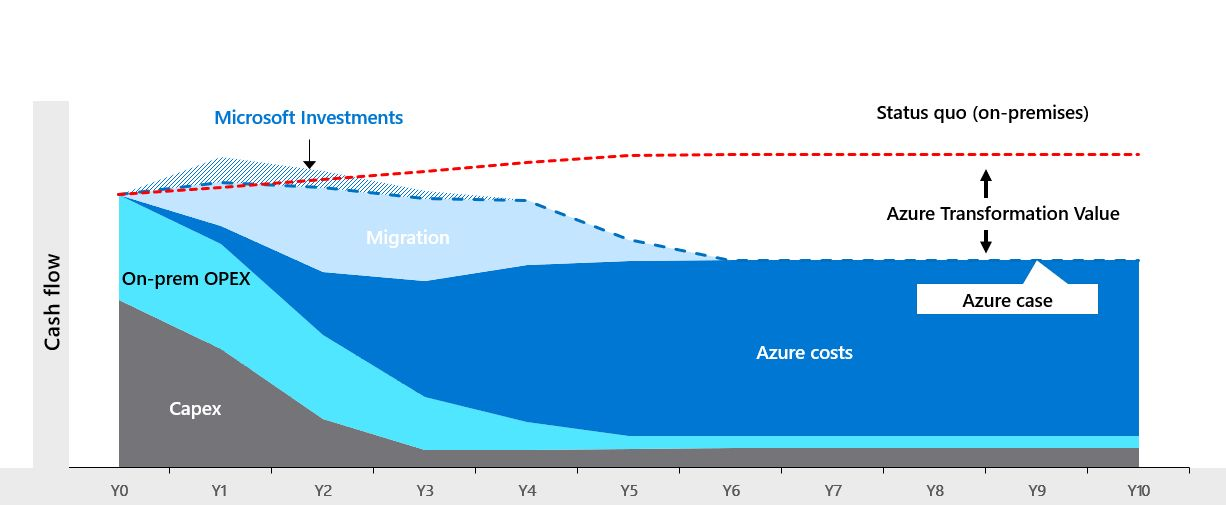 Microsoft Investments
Status quo (on-premises)
Azure Transformation Value
Migration
On-prem OPEX
Azure case
Azure costs
Capex
Cash flow
Y0 Y1 Y2 Y3 Y4 Y5 Y6 Y7 Y8 Y9 Y10